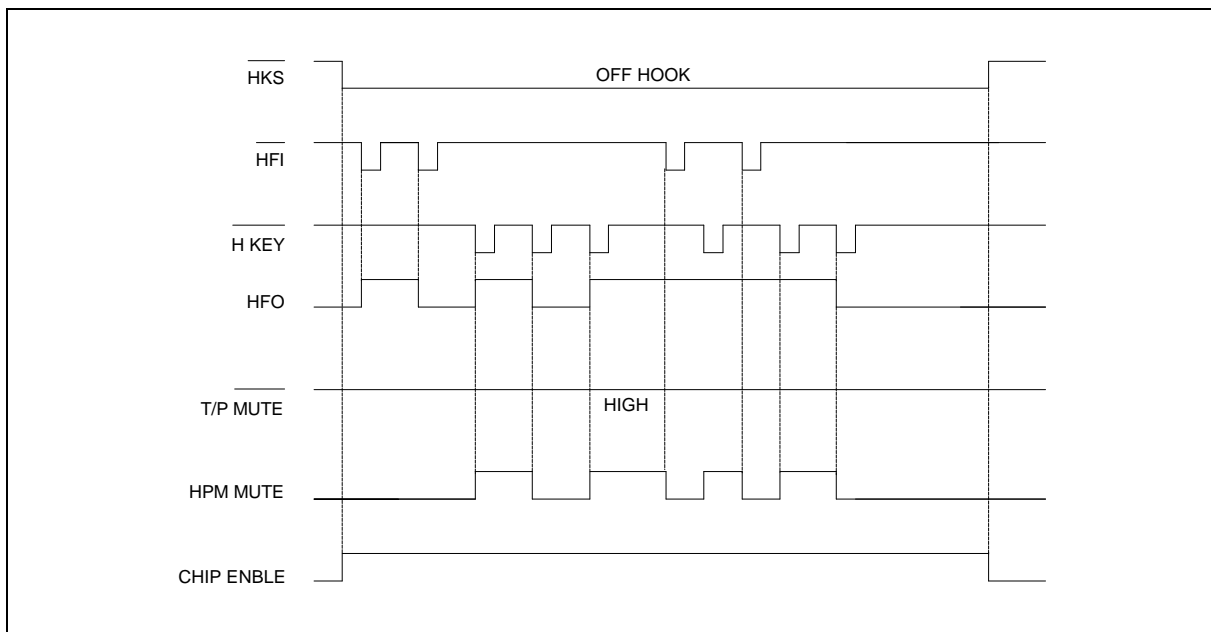 HKS
OFF HOOK
HFI
H KEY
HFO
T/P MUTE
HIGH
HPM MUTE
CHIP ENBLE